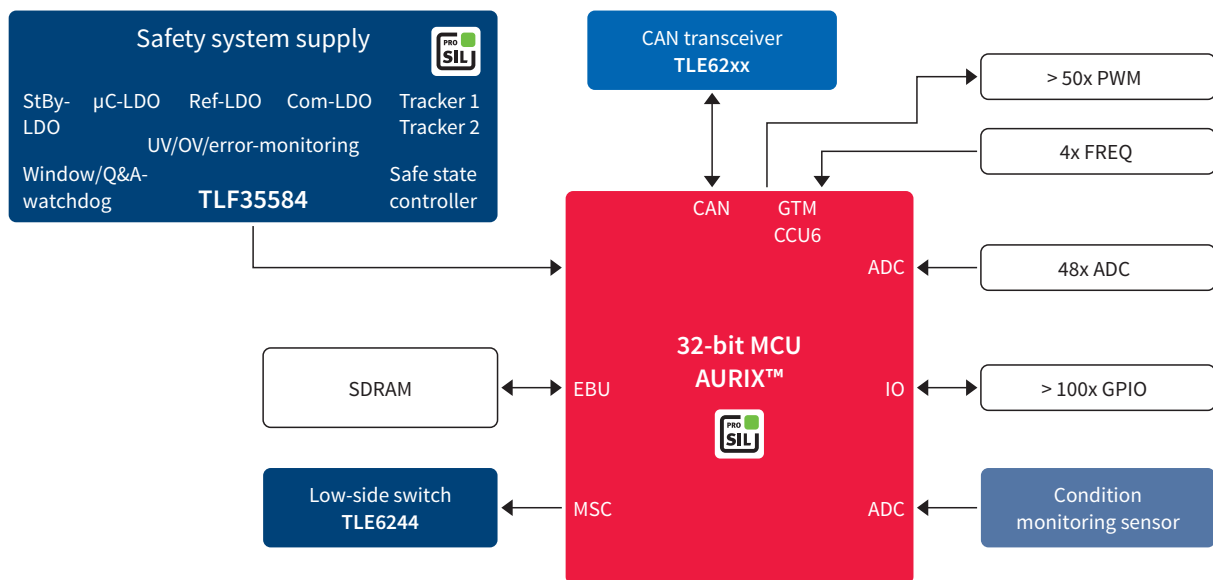 Safety system supply
PRO
SIL
StBy-
LDO
µC-LDO
Ref-LDO
Com-LDO
Tracker 1
Tracker 2
UV/OV/error-monitoring
Window/Q&A-
watchdog
TLF35584
Safe state
controller
CAN transceiver
TLE62xx
> 50x PWM
4x FREQ
CAN
GTM
CCU6
ADC
48x ADC
32-bit MCU
AURIX™
PRO
SIL
SDRAM
EBU
IO
> 100x GPIO
Low-side switch
TLE6244
MSC
ADC
Condition
monitoring sensor